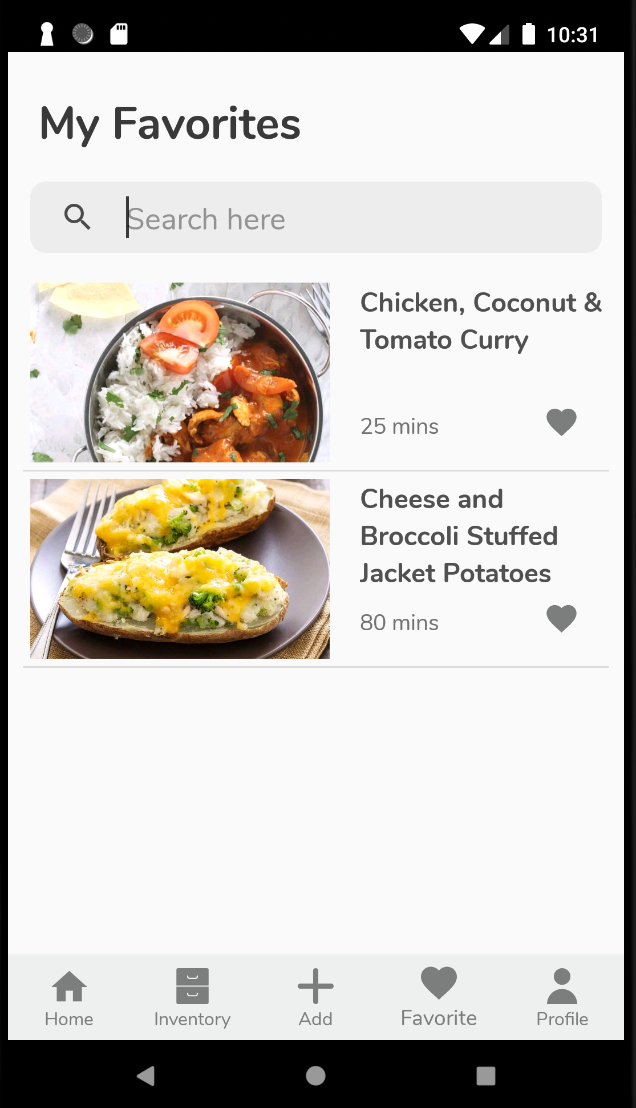 10:31
My Favorites
Search here
Chicken, Coconut &
Tomato Curry
25 mins
Cheese and
Broccoli Stuffed
Jacket Potatoes
80 mins
Home Inventory Add Favorite Profile